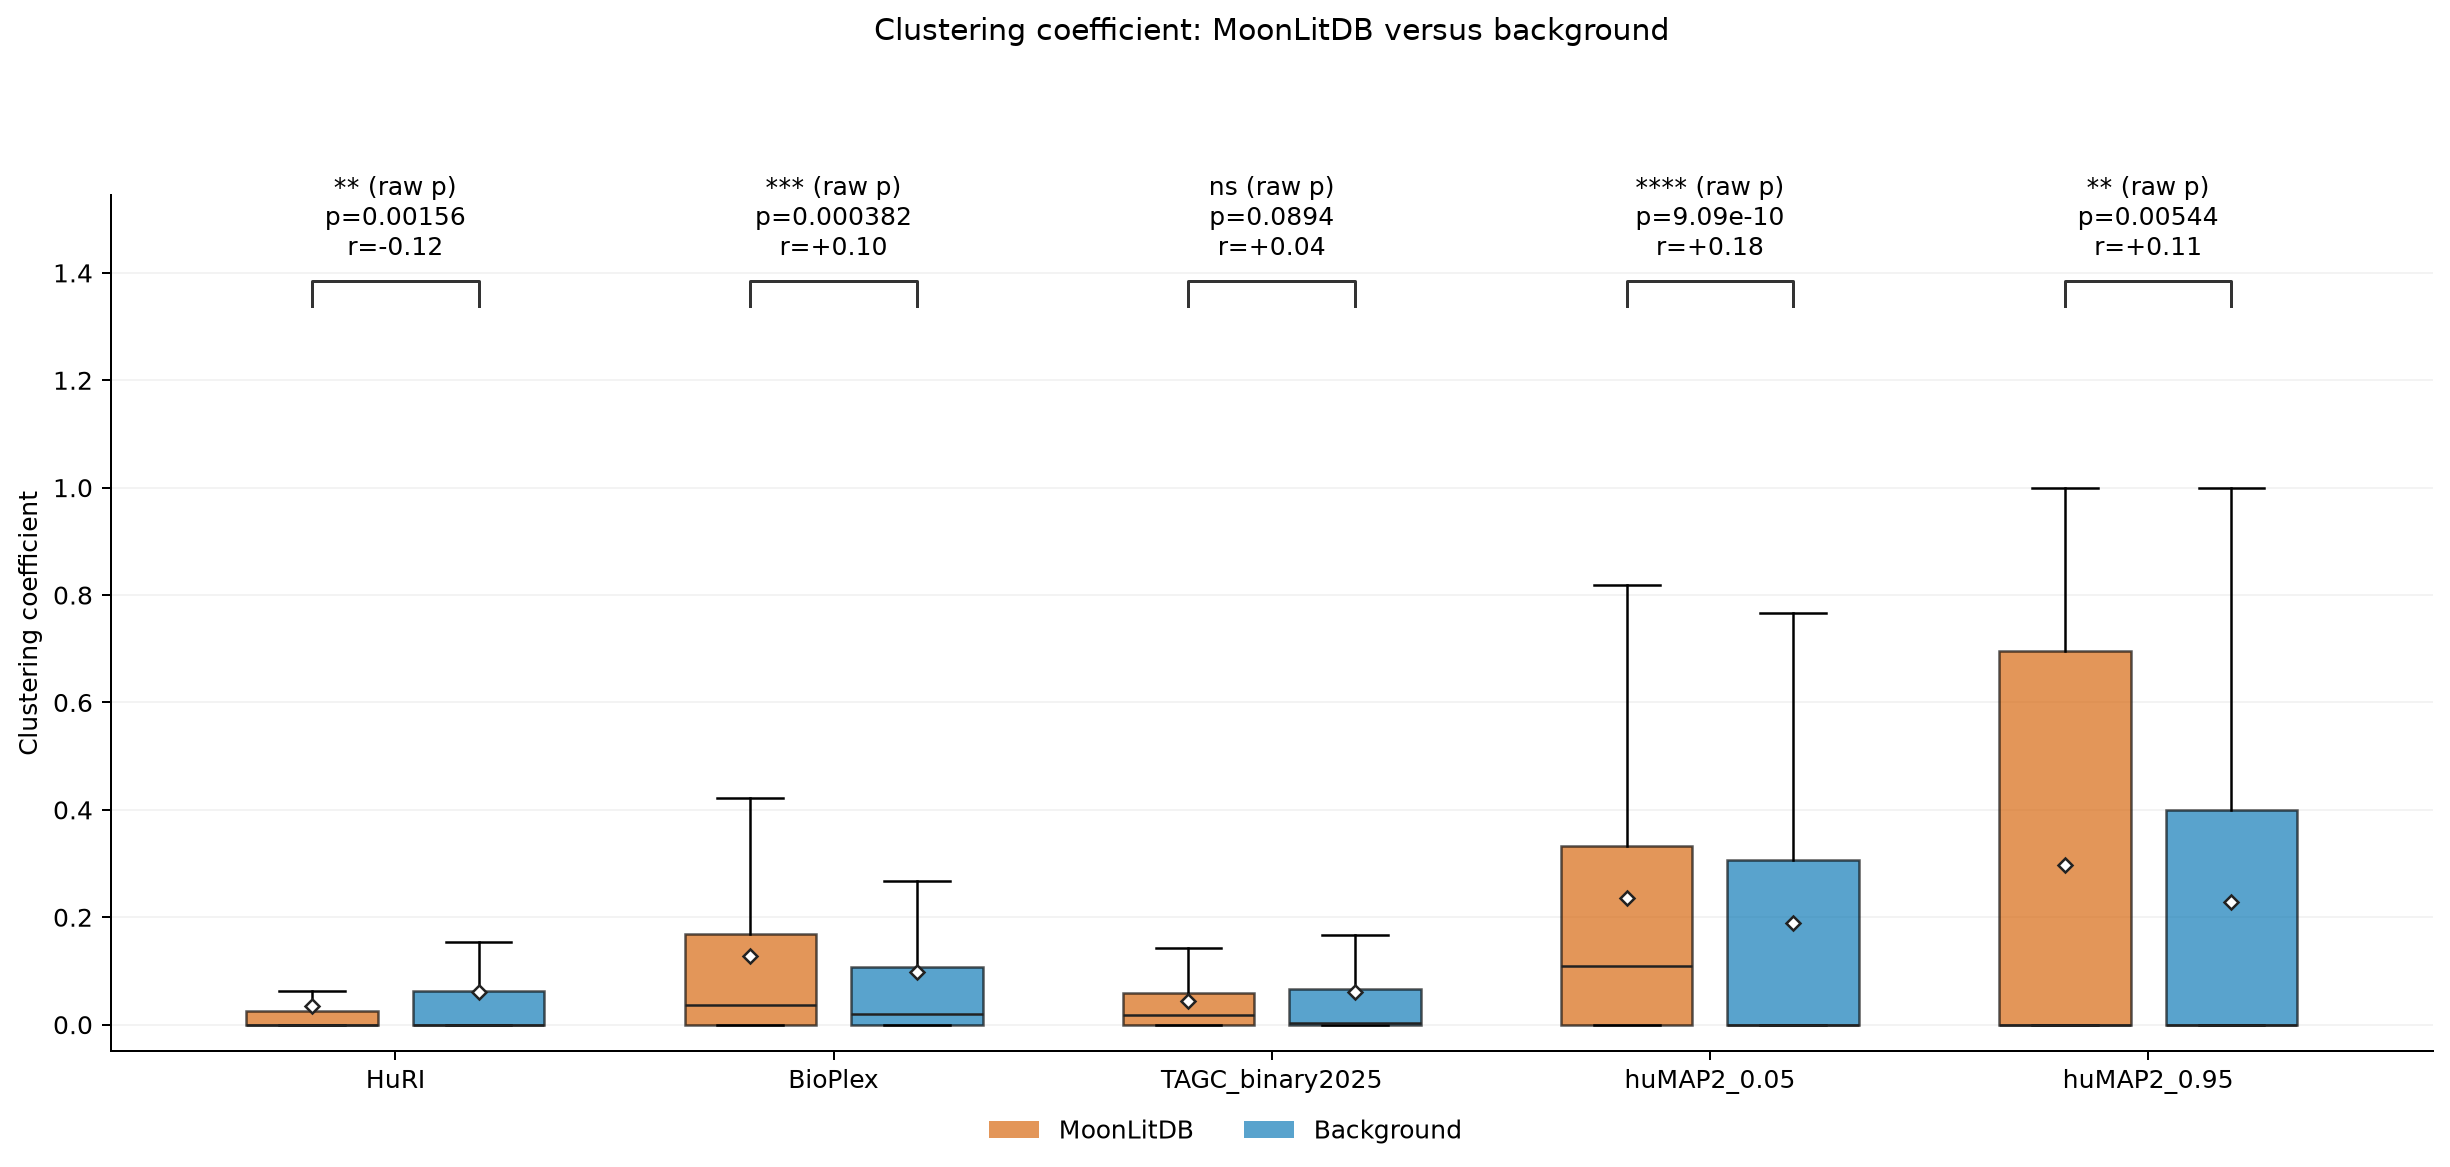 Clustering coefficient: MoonLitDB versus background
** (raw p)
p=0.00156
r=-0.12
*** (raw p)
p=0.000382
r=+0.10
ns (raw p)
p=0.0894
r=+0.04
**** (raw p)
p=9.09e-10
r=+0.18
** (raw p)
p=0.00544
r=+0.11
Clustering coefficient
1.4
1.2
1.0
0.8
0.6
0.4
0.2
0.0
HuRI
BioPlex
TAGC_binary2025
huMAP2_0.05
huMAP2_0.95
MoonLitDB
Background